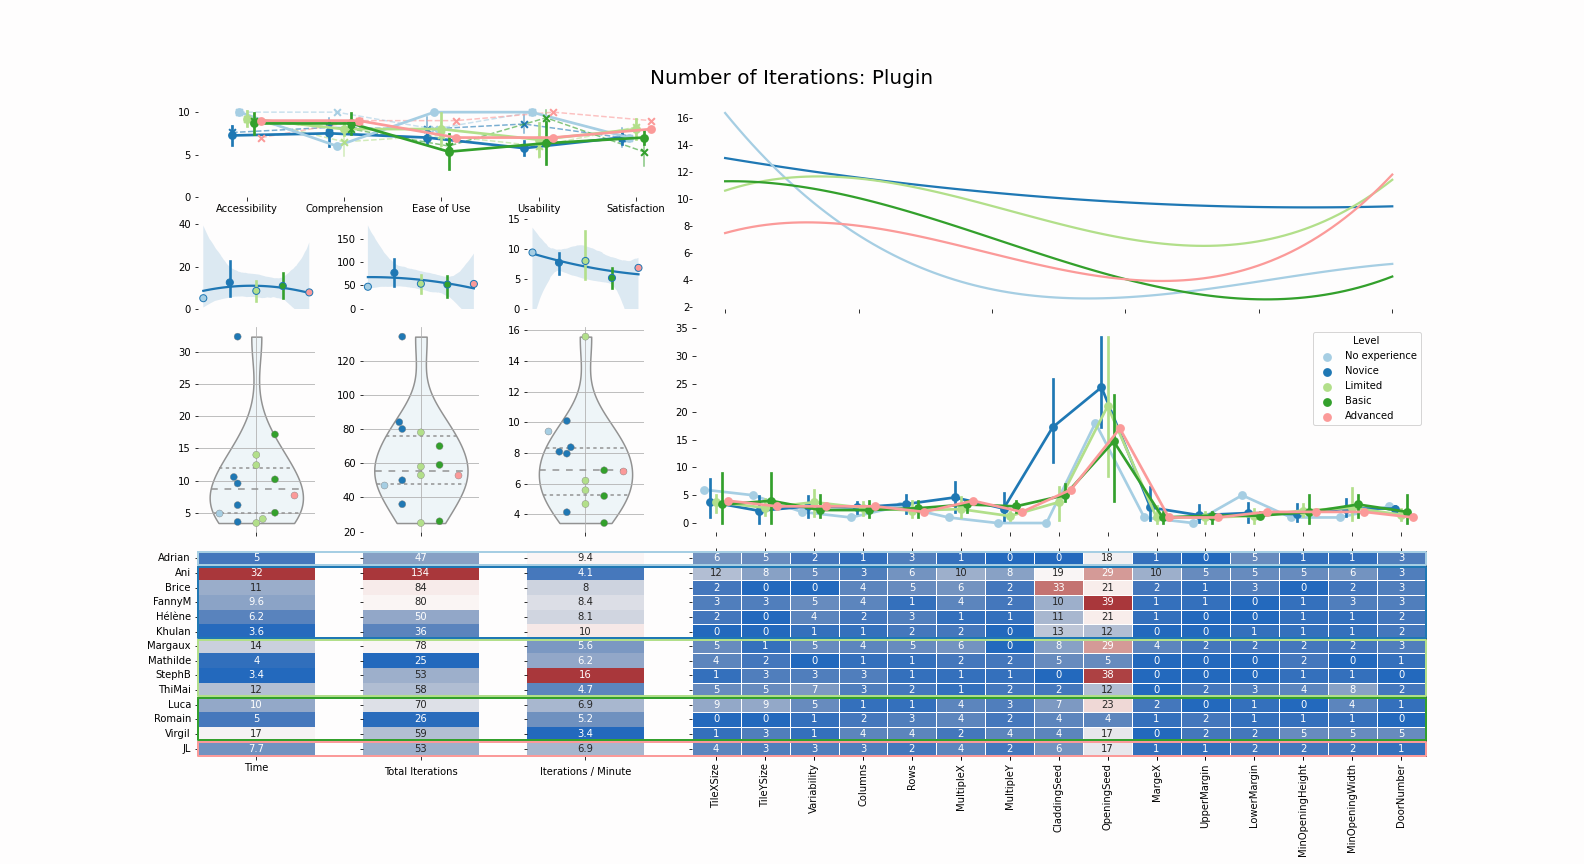 Number of Iterations: Plugin
10
5
0
Accessibility Comprehension Ease of Use Usability Satisfaction
16
14
12
10
8
6
4
2
40
20
0
150
100
50
0
15
10
5
0
30
25
20
15
10
5
120
100
80
60
40
20
16
14
12
10
8
6
4
35
30
25
20
15
10
5
0
Level
No experience
Novice
Limited
Basic
Advanced
Adrian 5 47 9.4 6 5 2 1 3 1 0 0 18 1 0 5 1 1 3
Ani 32 134 4.1 12 8 5 3 6 10 8 19 29 10 5 5 5 6 3
Brice 11 84 8 2 0 0 4 5 6 2 33 21 2 1 3 0 2 3
FannyM 9.6 80 8.4 3 3 5 4 1 4 2 10 39 1 1 0 1 3 3
Hélène 6.2 50 8.1 2 0 4 2 3 1 1 11 21 1 0 0 1 1 2
Khulan 3.6 36 10 0 0 1 1 2 2 0 13 12 0 0 1 1 1 2
Margaux 14 78 5.6 5 1 5 4 5 6 0 8 29 4 2 2 2 2 3
Mathilde 4 25 6.2 4 2 0 1 1 2 2 5 5 0 0 0 2 0 1
StephB 3.4 53 16 1 3 3 3 1 1 1 0 38 0 0 0 0 1 1
ThiMai 12 58 4.7 5 5 7 3 2 1 2 2 12 0 2 3 4 8 2
Luca 10 70 6.9 9 9 5 1 1 4 3 7 23 2 0 1 0 4 1
Romain 5 26 5.2 0 0 1 2 3 4 2 4 4 1 2 1 1 1 0
Virgil 17 59 3.4 1 3 1 4 4 2 4 4 17 0 2 2 5 5 5
JL 7.7 53 6.9 4 3 3 3 2 4 2 6 17 1 1 2 2 2 1
Time Total Iterations Iterations / Minute
TileXSize
TileYSize
Variability
Columns
Rows
MultipleX
MultipleY
CladdingSeed
OpeningSeed
MargeX
UpperMargin
LowerMargin
MinOpeningHeight
MinOpeningWidth
DoorNumber